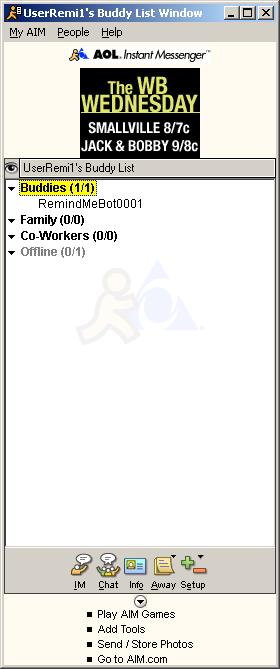 UserRemi1's Buddy List Window
My AIM People Help
AOL Instant Messenger™
The WB
WEDNESDAY
SMALLVILLE 8/7c
JACK & BOBBY 9/8c
UserRemi1's Buddy List
Buddies (1/1)
RemindMeBot0001
Family (0/0)
Co-Workers (0/0)
Offline (0/1)
IM Chat Info Away Setup
Play AIM Games
Add Tools
Send / Store Photos
Go to AIM.com